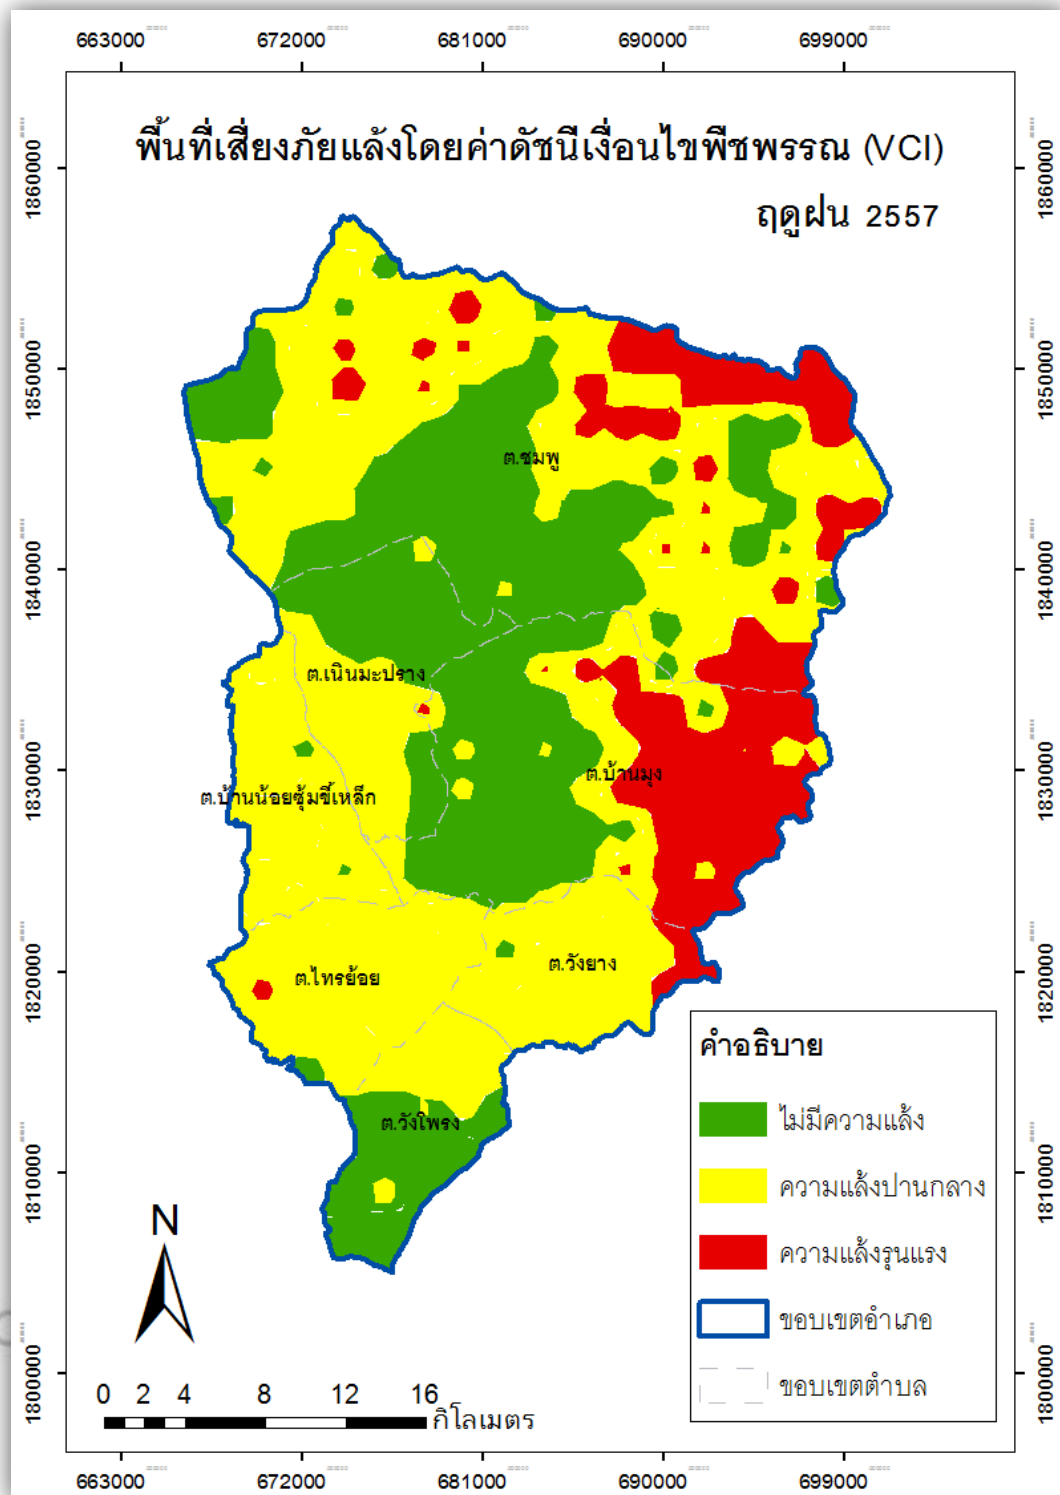 663000 672000 681000 690000 699000
พื้นที่เสี่ยงภัยแล้งโดยค่าดัชนีเงื่อนไขพืชพรรณ (VCI)
ฤดูฝน 2557
1860000 1860000
1850000 1850000
ต.ชมพู
1840000 1840000
ต.เนินมะปราง
1830000 1830000
ต.บ้านมุง
ต.บ้านน้อยซุ้มขี้เหล็ก
1820000 1820000
ต.วังยาง
ต.ไทรย้อย
คำอธิบาย
ต.วังโพรง
ไม่มีความแล้ง
1810000 1810000
ความแล้งปานกลาง
N
ความแล้งรุนแรง
ขอบเขตอำเภอ
1800000 1800000
ขอบเขตตำบล
0 2 4 8 12 16
กิโลเมตร
663000 672000 681000 690000 699000